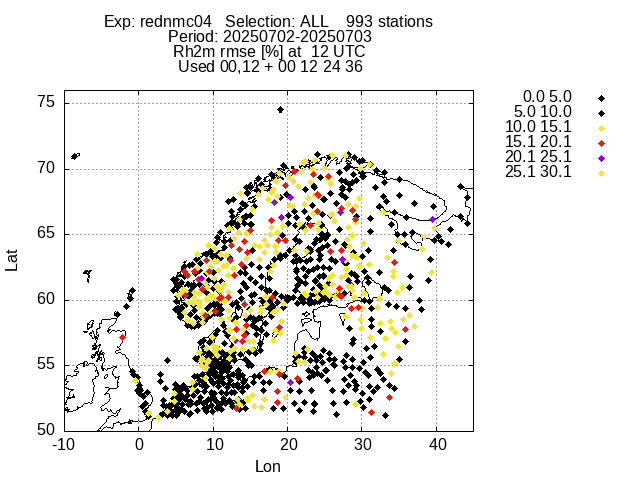 Exp: rednmc04   Selection: ALL    993 stations
Period: 20250702-20250703
Rh2m rmse [%] at  12 UTC
Used 00,12 + 00 12 24 36
0.0 5.0
5.0 10.0
10.0 15.1
15.1 20.1
20.1 25.1
25.1 30.1
75
70
65
60
55
50
Lat
-10 0 10 20 30 40
Lon